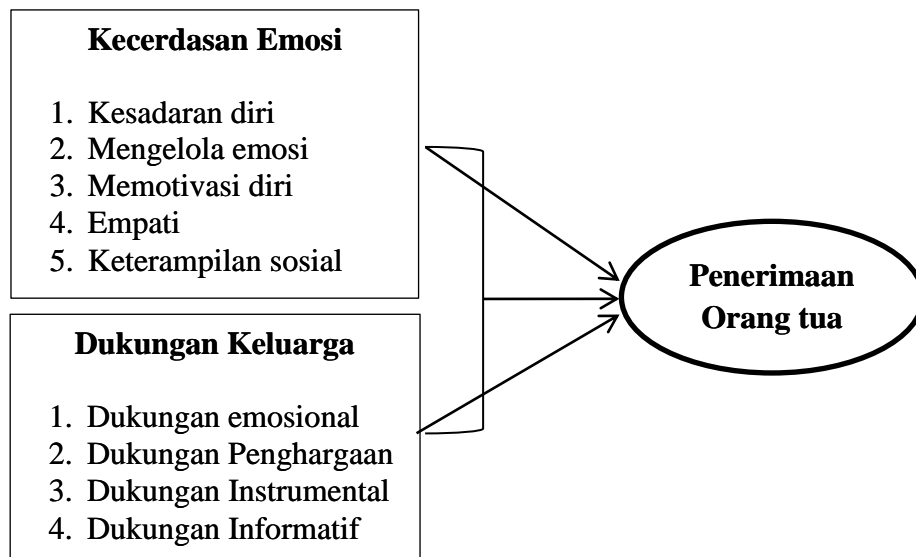 Kecerdasan Emosi
1. Kesadaran diri
2. Mengelola emosi
3. Memotivasi diri
4. Empati
5. Keterampilan sosial
Dukungan Keluarga
1. Dukungan emosional
2. Dukungan Penghargaan
3. Dukungan Instrumental
4. Dukungan Informatif
Penerimaan
Orang tua